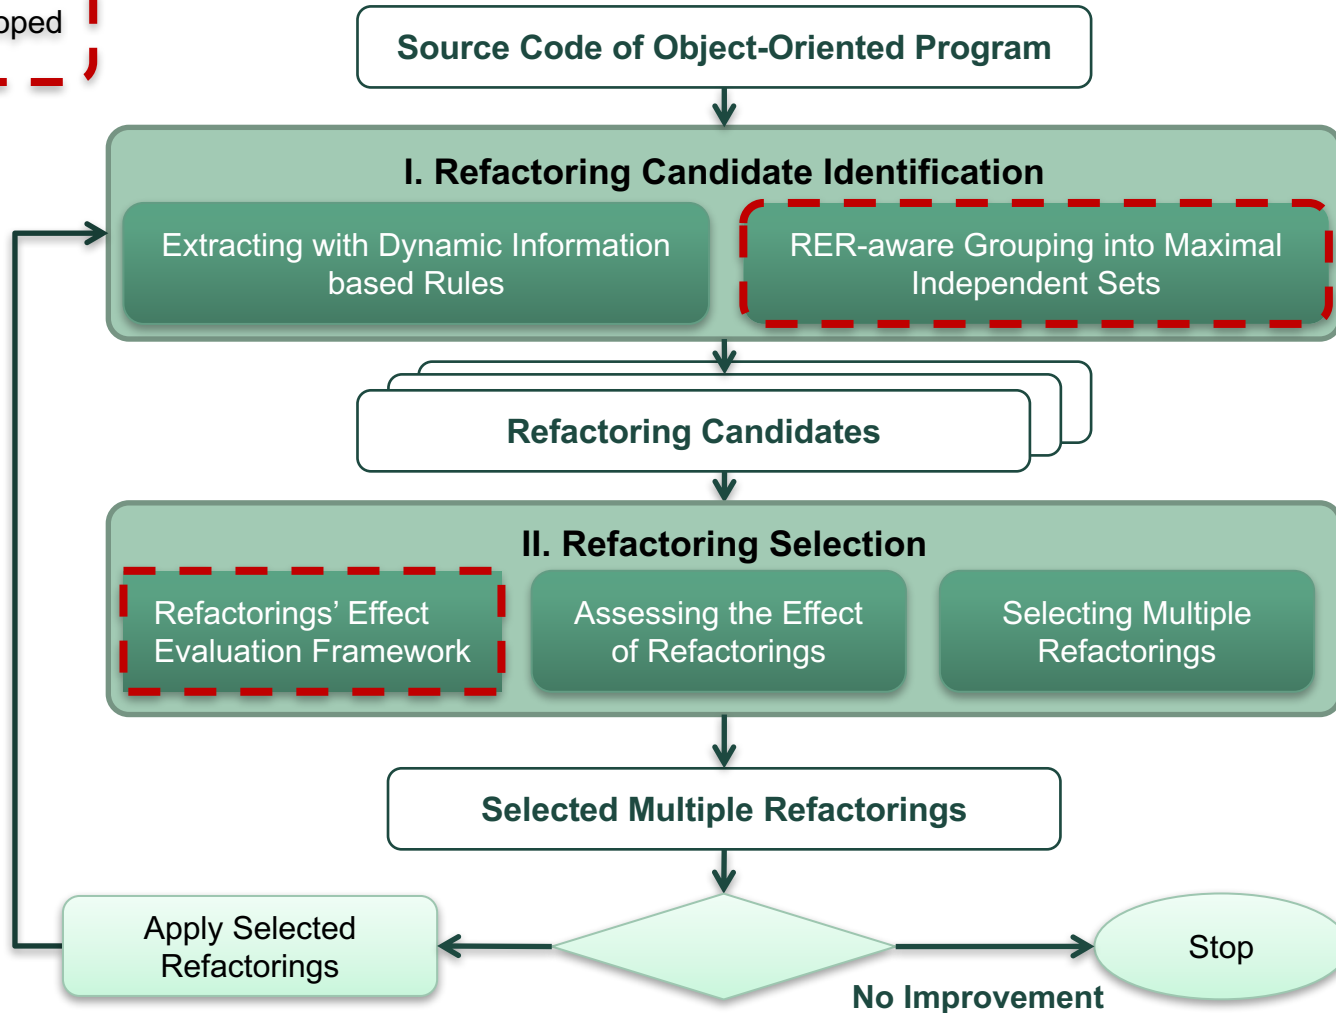 Source Code of Object-Oriented Program
I. Refactoring Candidate Identification
Extracting with Dynamic Information
based Rules
RER-aware Grouping into Maximal
Independent Sets
Refactoring Candidates
II. Refactoring Selection
Refactorings’ Effect
Evaluation Framework
Assessing the Effect
of Refactorings
Selecting Multiple
Refactorings
Selected Multiple Refactorings
Apply Selected
Refactorings
Stop
No Improvement